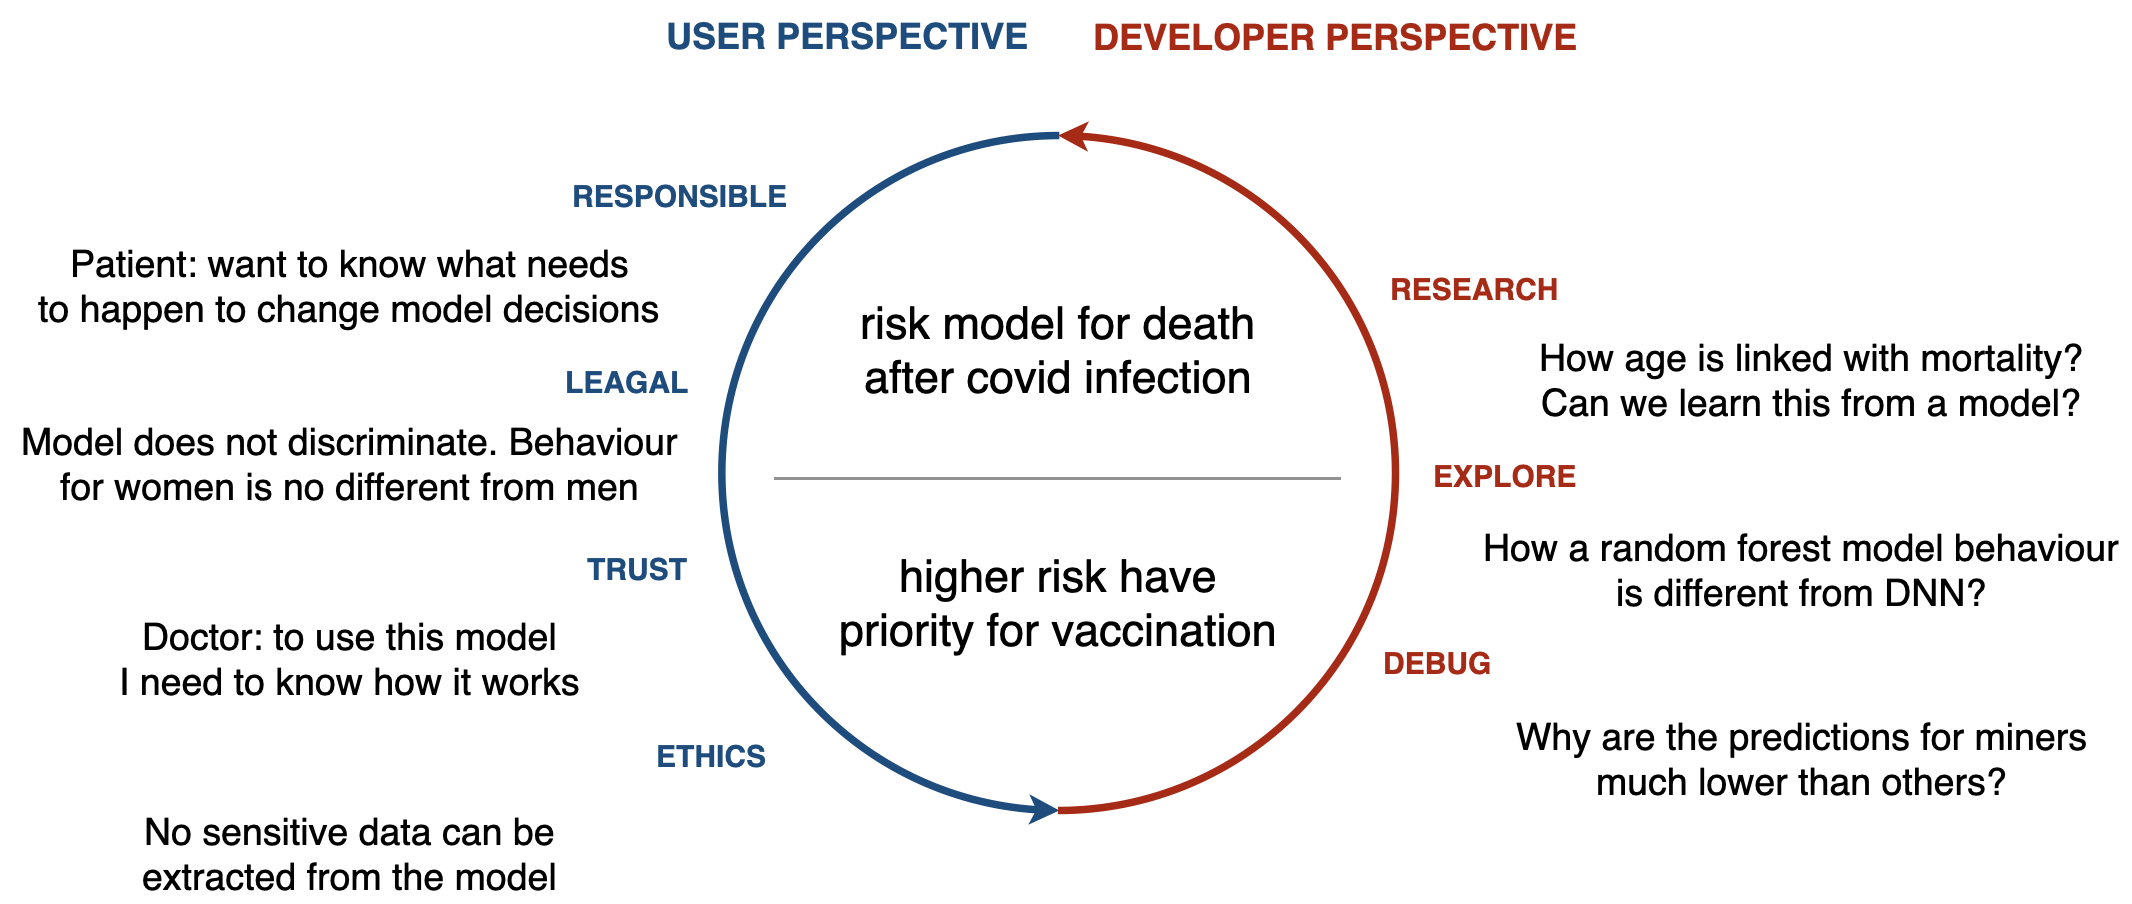 USER PERSPECTIVE
DEVELOPER PERSPECTIVE
RESPONSIBLE
Patient: want to know what needs
to happen to change model decisions
LEAGAL
Model does not discriminate. Behaviour
for women is no different from men
TRUST
Doctor: to use this model
I need to know how it works
ETHICS
No sensitive data can be
extracted from the model
risk model for death
after covid infection
higher risk have
priority for vaccination
RESEARCH
How age is linked with mortality?
Can we learn this from a model?
EXPLORE
How a random forest model behaviour
is different from DNN?
DEBUG
Why are the predictions for miners
much lower than others?